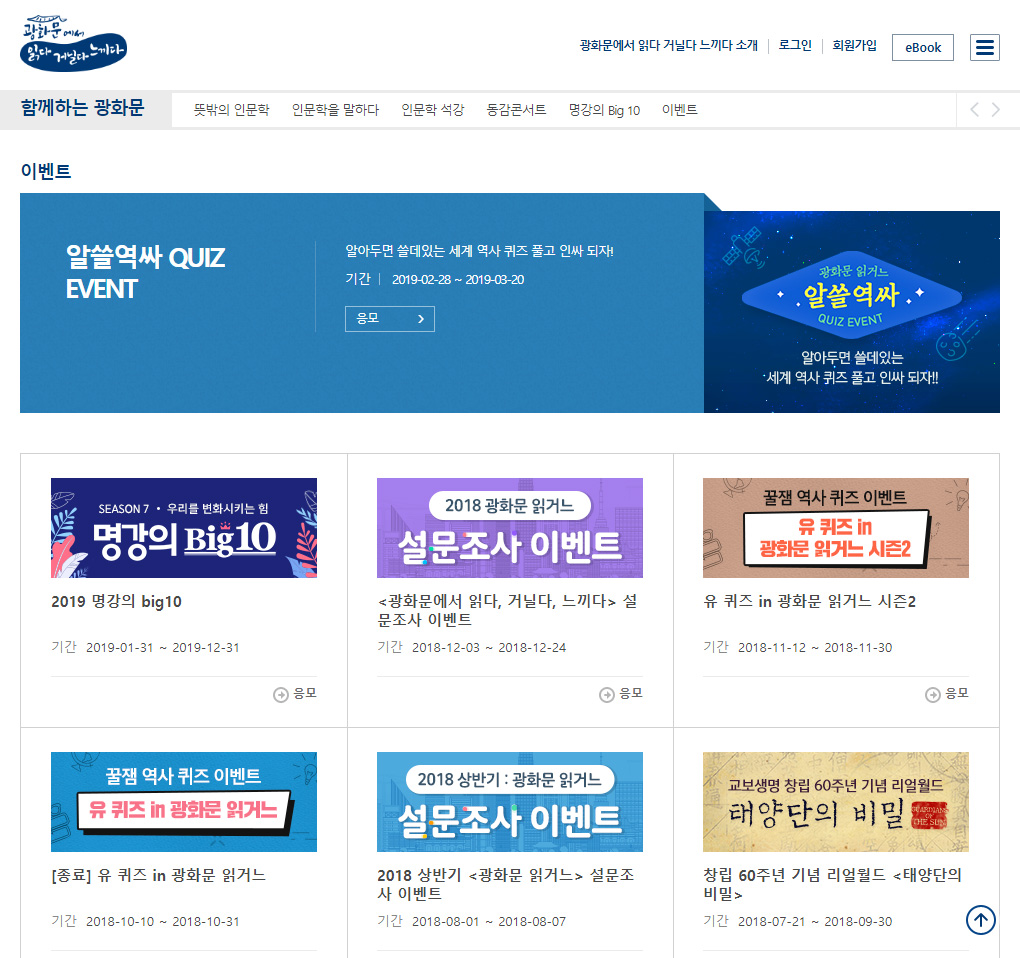 광화문에서
읽다 거닐다 느끼다
광화문에서 읽다 거닐다 느끼다 소개
로그인
회원가입
eBook
함께하는 광화문
뜻밖의 인문학
인문학을 말하다
인문학 석강
동감콘서트
명강의 Big 10
이벤트
이벤트
알쓸역싸 QUIZ
EVENT
알아두면 쓸데있는 세계 역사 퀴즈 풀고 인싸 되자!
기간 2019-02-28 ~ 2019-03-20
응모
광화문 읽거느
알쓸역싸
QUIZ EVENT
알아두면 쓸데있는
세계 역사 퀴즈 풀고 인싸 되자!!
SEASON 7 • 우리를 변화시키는 힘
명강의 Big10
2019 명강의 big10
기간 2019-01-31 ~ 2019-12-31
응모
2018 광화문 읽거느
설문조사 이벤트
<광화문에서 읽다, 거닐다, 느끼다> 설
문조사 이벤트
기간 2018-12-03 ~ 2018-12-24
응모
꿀잼 역사 퀴즈 이벤트
유 퀴즈 in
광화문 읽거느 시즌2
유 퀴즈 in 광화문 읽거느 시즌2
기간 2018-11-12 ~ 2018-11-30
응모
꿀잼 역사 퀴즈 이벤트
유 퀴즈 in 광화문 읽거느
[종료] 유 퀴즈 in 광화문 읽거느
기간 2018-10-10 ~ 2018-10-31
2018 상반기 : 광화문 읽거느
설문조사 이벤트
2018 상반기 <광화문 읽거느> 설문조
사 이벤트
기간 2018-08-01 ~ 2018-08-07
교보생명 창립 60주년 기념 리얼월드
태양단의 비밀
GUARDIANS
OF THE SUN
창립 60주년 기념 리얼월드 <태양단의
비밀>
기간 2018-07-21 ~ 2018-09-30